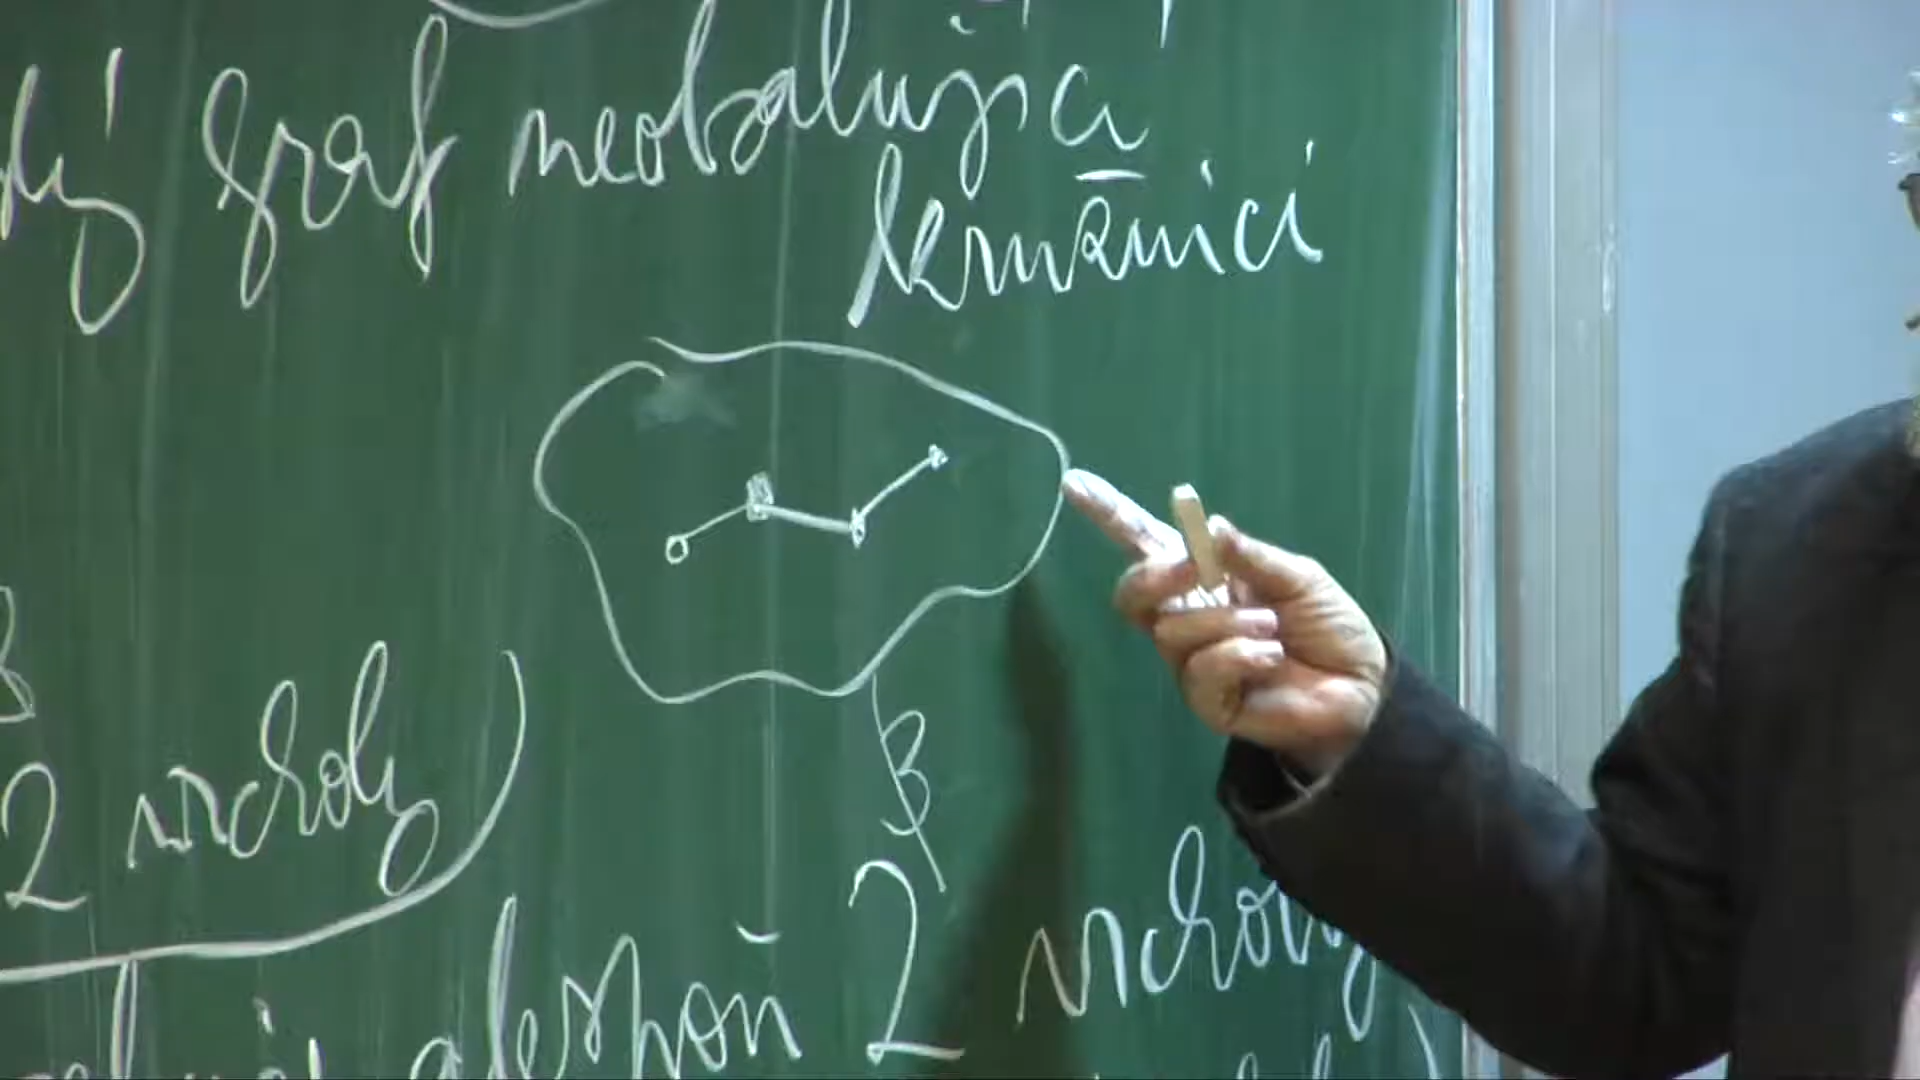 graf neobsahující
kružnici
B
2 vrcholy)
B
alespoň 2 vrcholy